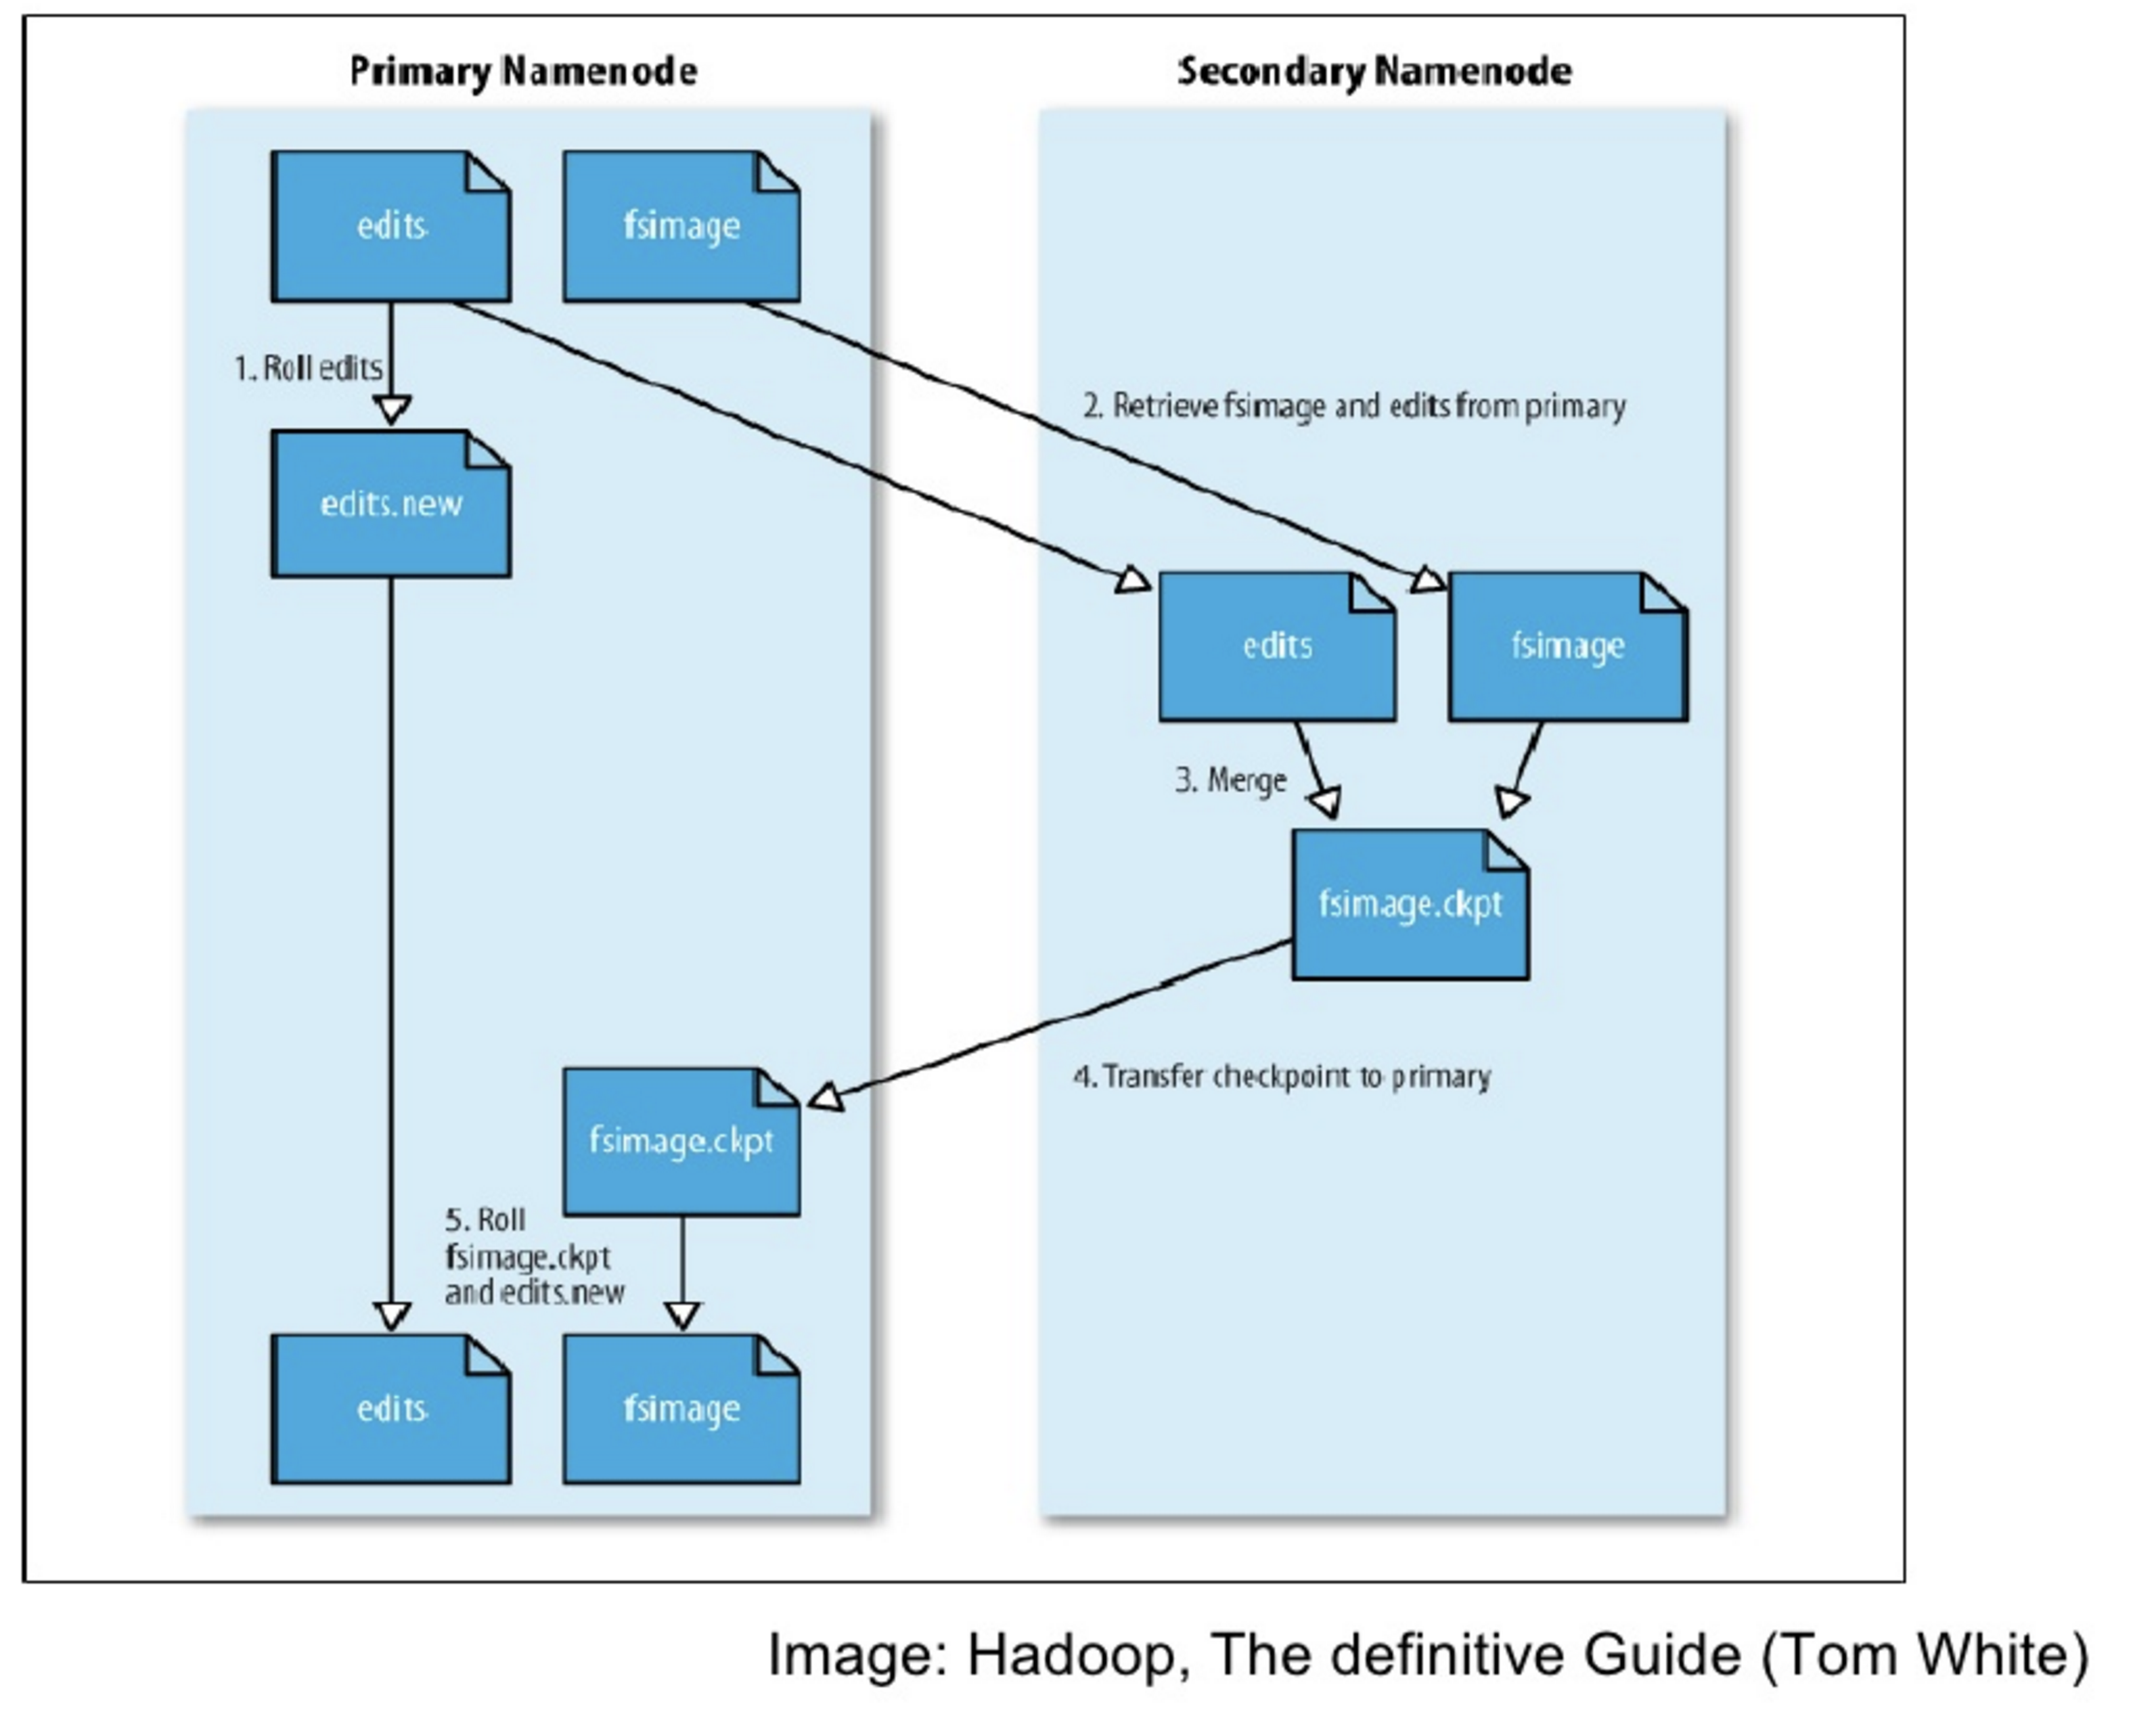 Primary Namenode
Secondary Namenode
edits
fsimage
1. Roll edits
2. Retrieve fsimage and edits from primary
edits.new
edits
fsimage
3. Merge
fsimage.ckpt
4. Transfer checkpoint to primary
fsimage.ckpt
5. Roll
fsimage.ckpt
and edits.new
edits
fsimage
Image: Hadoop, The definitive Guide (Tom White)